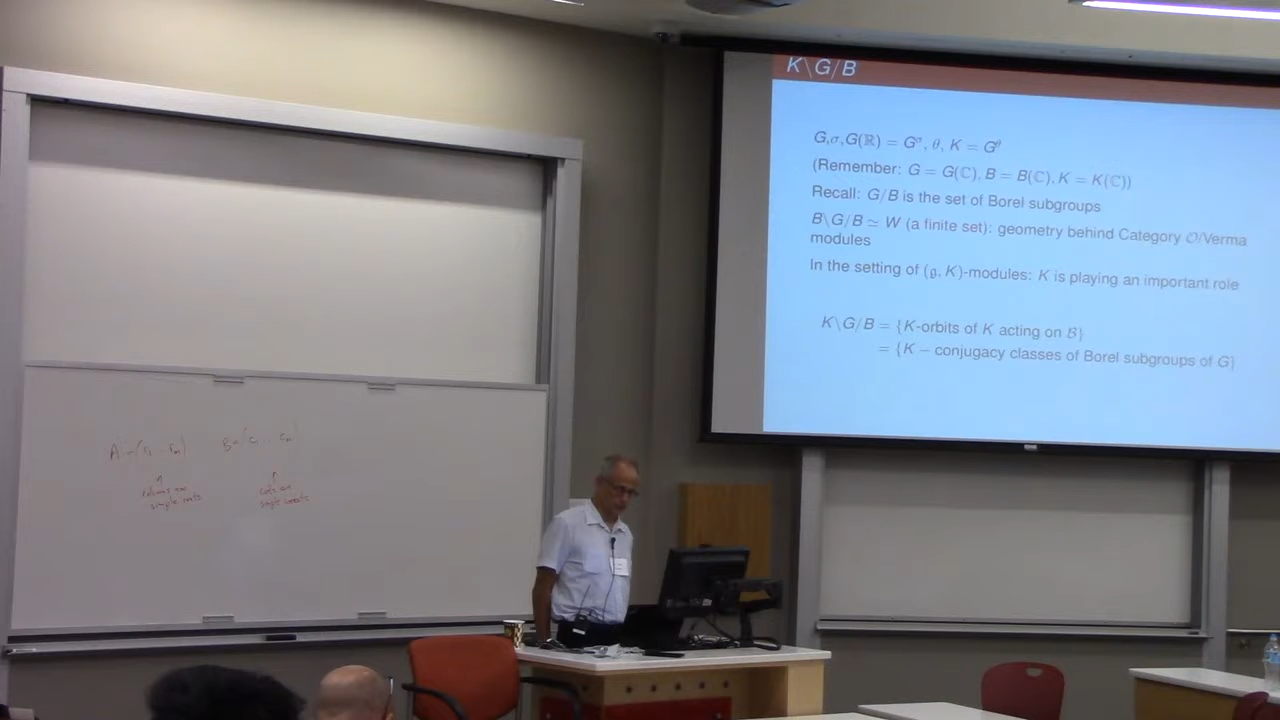 K\G/B
G,σ,G(ℝ) = G^σ, θ, K = G^θ
(Remember: G = G(ℂ), B = B(ℂ), K = K(ℂ))
Recall: G/B is the set of Borel subgroups
B\G/B ≃ W (a finite set): geometry behind Category 𝒪/Verma
modules
In the setting of (𝔤, K)-modules: K is playing an important role
K\G/B = {K-orbits of K acting on ℬ}
= {K − conjugacy classes of Borel subgroups of G}